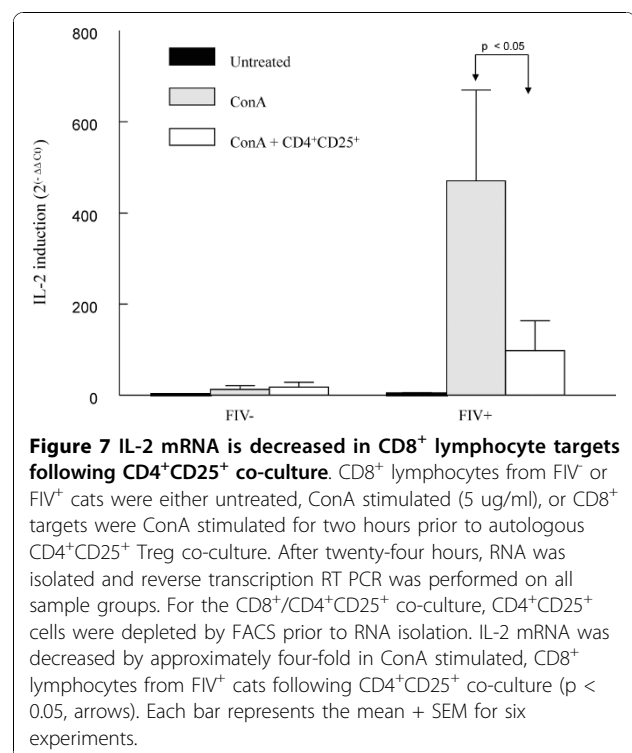 800
600
400
200
0
IL-2 induction (2^(- ΔΔ Ct))
Untreated
ConA
ConA + CD4⁺CD25⁺
p < 0.05
FIV-
FIV+
Figure 7 IL-2 mRNA is decreased in CD8⁺ lymphocyte targets
following CD4⁺CD25⁺ co-culture. CD8⁺ lymphocytes from FIV⁻ or
FIV⁺ cats were either untreated, ConA stimulated (5 ug/ml), or CD8⁺
targets were ConA stimulated for two hours prior to autologous
CD4⁺CD25⁺ Treg co-culture. After twenty-four hours, RNA was
isolated and reverse transcription RT PCR was performed on all
sample groups. For the CD8⁺/CD4⁺CD25⁺ co-culture, CD4⁺CD25⁺
cells were depleted by FACS prior to RNA isolation. IL-2 mRNA was
decreased by approximately four-fold in ConA stimulated, CD8⁺
lymphocytes from FIV⁺ cats following CD4⁺CD25⁺ co-culture (p <
0.05, arrows). Each bar represents the mean + SEM for six
experiments.